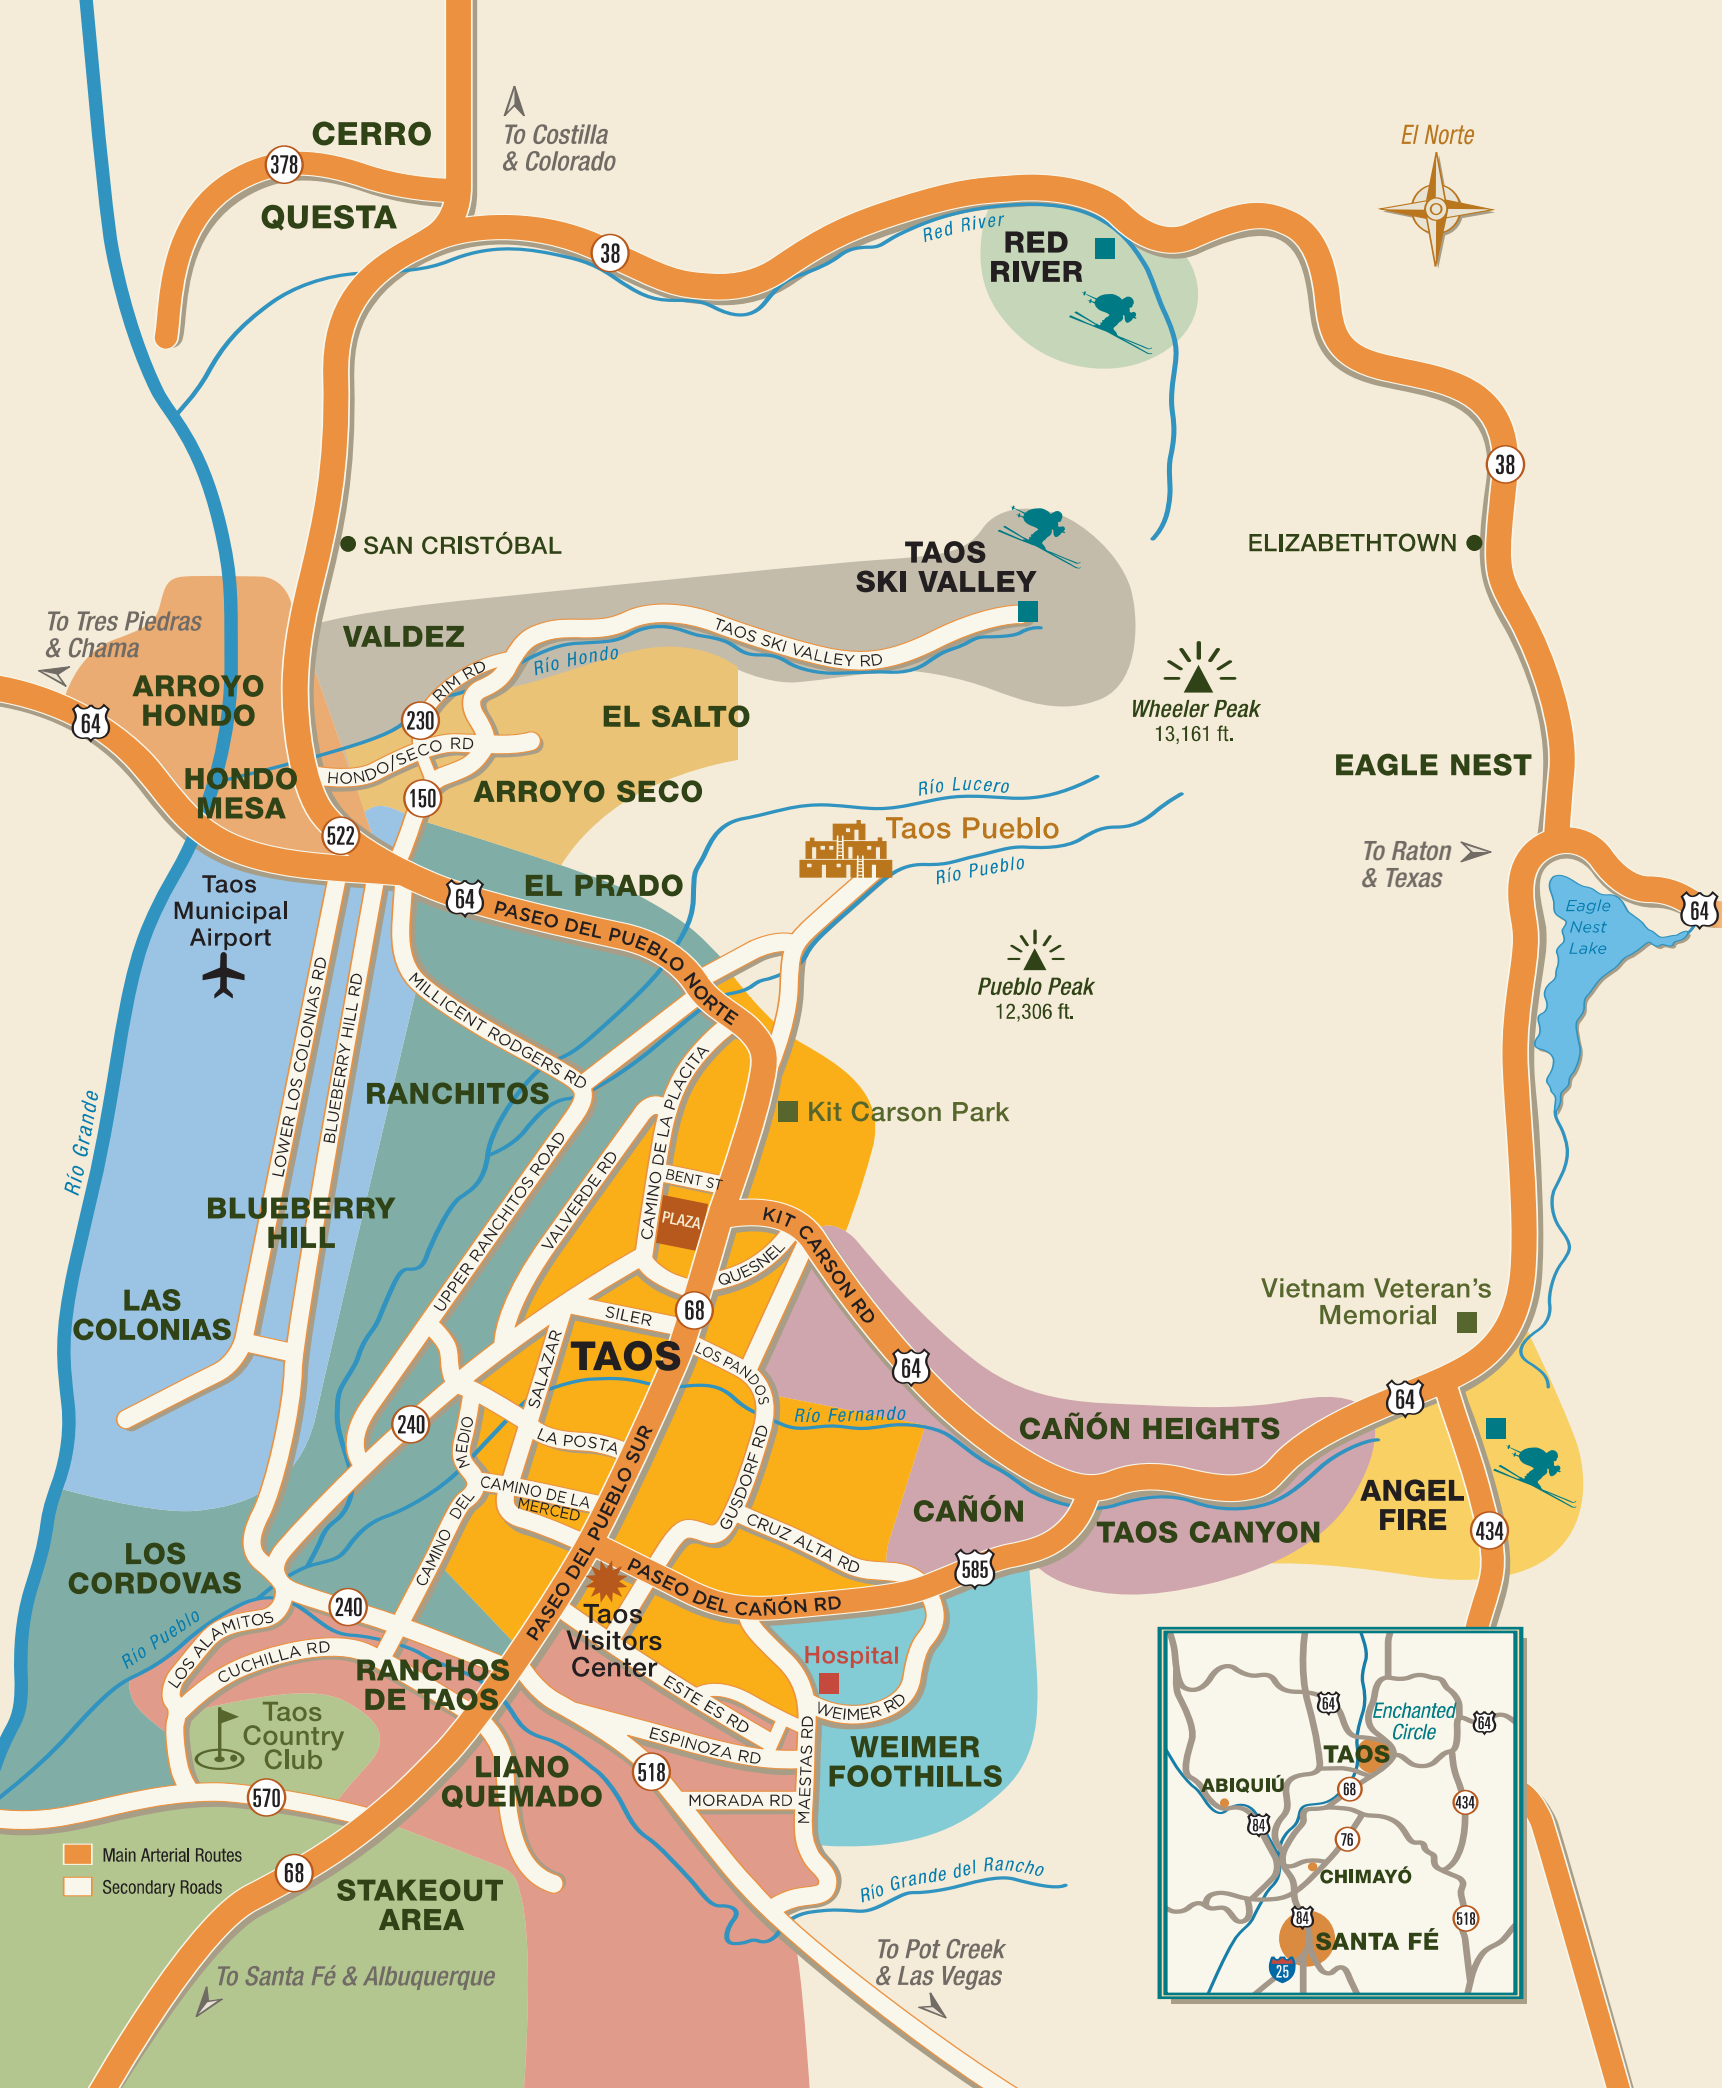 CERRO
378
QUESTA
To Costilla
& Colorado
El Norte
38
Red River
RED
RIVER
38
SAN CRISTÓBAL
TAOS
SKI VALLEY
ELIZABETHTOWN
To Tres Piedras
& Chama
VALDEZ
TAOS SKI VALLEY RD
Río Hondo
RIM RD
ARROYO
HONDO
64
230
EL SALTO
Wheeler Peak
13,161 ft.
HONDO/SECO RD
EAGLE NEST
HONDO
MESA
150
ARROYO SECO
Río Lucero
522
Taos Pueblo
Río Pueblo
To Raton
& Texas
EL PRADO
64
PASEO DEL PUEBLO NORTE
Taos
Municipal
Airport
64
Eagle
Nest
Lake
LOWER LOS COLONIAS RD
BLUEBERRY HILL RD
MILLICENT RODGERS RD
Pueblo Peak
12,306 ft.
RANCHITOS
CAMINO DE LA PLACITA
Kit Carson Park
Río Grande
UPPER RANCHITOS ROAD
VALVERDE RD
BENT ST
PLAZA
BLUEBERRY
HILL
KIT CARSON RD
QUESNEL
LAS
COLONIAS
SILER
68
Vietnam Veteran's
Memorial
TAOS
SALAZAR
LOS PANDOS
64
64
240
MEDIO
Río Fernando
CAÑÓN HEIGHTS
LA POSTA
GUSDORF RD
PASEO DEL PUEBLO SUR
CAMINO DE LA
MERCED
CAMINO DEL
CAÑÓN
ANGEL
FIRE
TAOS CANYON
434
CRUZ ALTA RD
LOS
CORDOVAS
585
PASEO DEL CAÑÓN RD
240
Taos
Visitors
Center
Río Pueblo
LOS ALAMITOS
CUCHILLA RD
RANCHOS
DE TAOS
Hospital
ESTE ES RD
WEIMER RD
Taos
Country
Club
ESPINOZA RD
MAESTAS RD
WEIMER
FOOTHILLS
LIANO
QUEMADO
518
MORADA RD
570
Main Arterial Routes
Secondary Roads
68
STAKEOUT
AREA
Río Grande del Rancho
To Santa Fé & Albuquerque
To Pot Creek
& Las Vegas
64
Enchanted
Circle
64
TAOS
ABIQUIÚ
68
434
84
76
CHIMAYÓ
84
518
SANTA FÉ
25